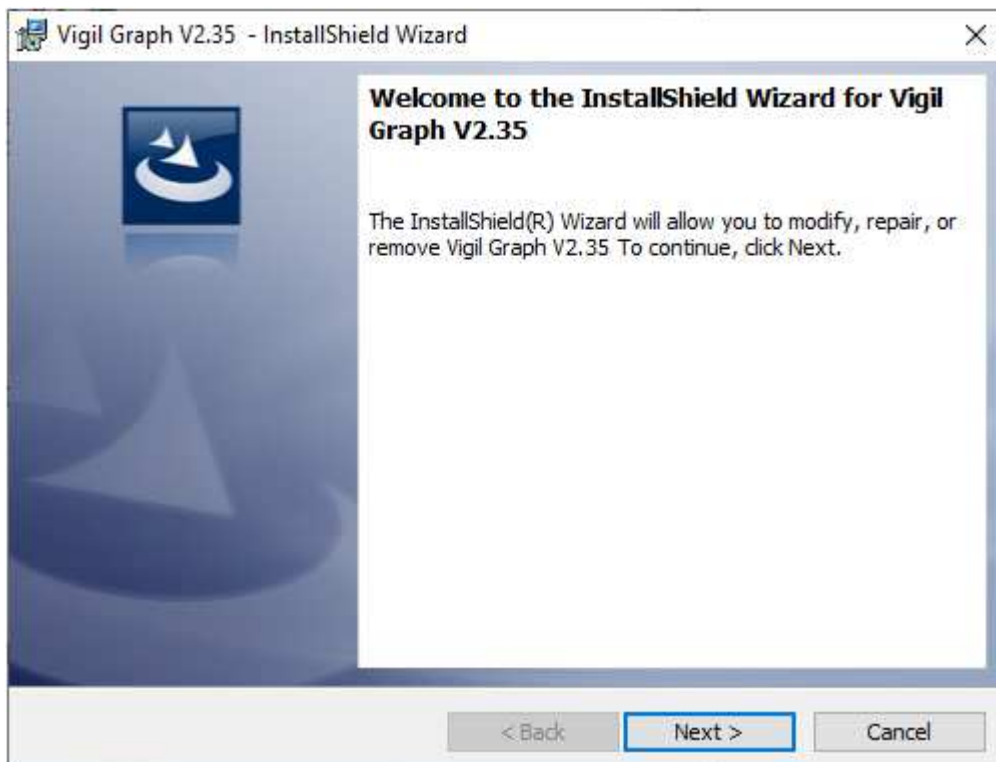 Vigil Graph V2.35 - InstallShield Wizard
Welcome to the InstallShield Wizard for Vigil
Graph V2.35
The InstallShield(R) Wizard will allow you to modify, repair, or
remove Vigil Graph V2.35 To continue, click Next.
< Back Next > Cancel